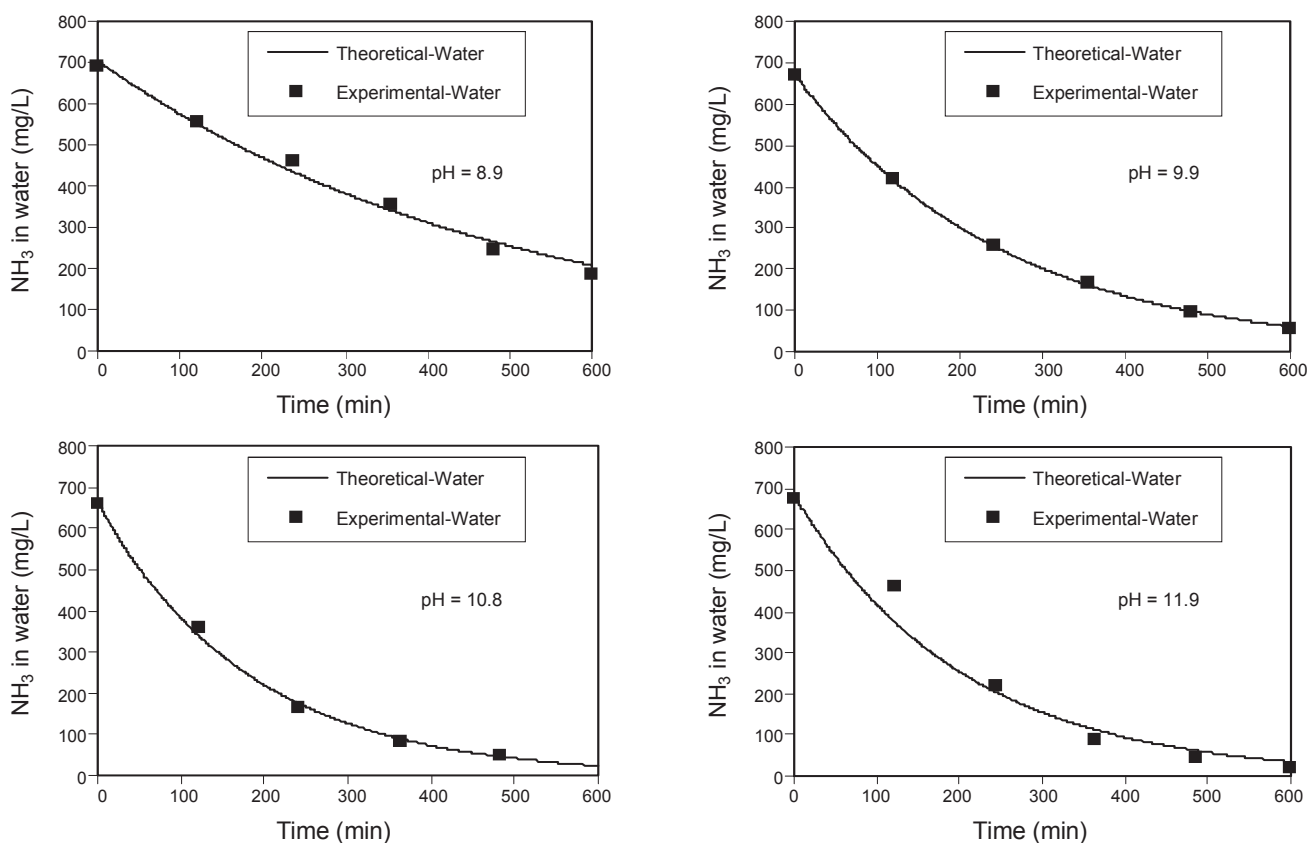 800
700
600
500
400
300
200
100
0
NH3 in water (mg/L)
Theoretical-Water
Experimental-Water
pH = 8.9
0 100 200 300 400 500 600
Time (min)
800
700
600
500
400
300
200
100
0
NH3 in water (mg/L)
Theoretical-Water
Experimental-Water
pH = 9.9
0 100 200 300 400 500 600
Time (min)
800
700
600
500
400
300
200
100
0
NH3 in water (mg/L)
Theoretical-Water
Experimental-Water
pH = 10.8
0 100 200 300 400 500 600
Time (min)
800
700
600
500
400
300
200
100
0
NH3 in water (mg/L)
Theoretical-Water
Experimental-Water
pH = 11.9
0 100 200 300 400 500 600
Time (min)